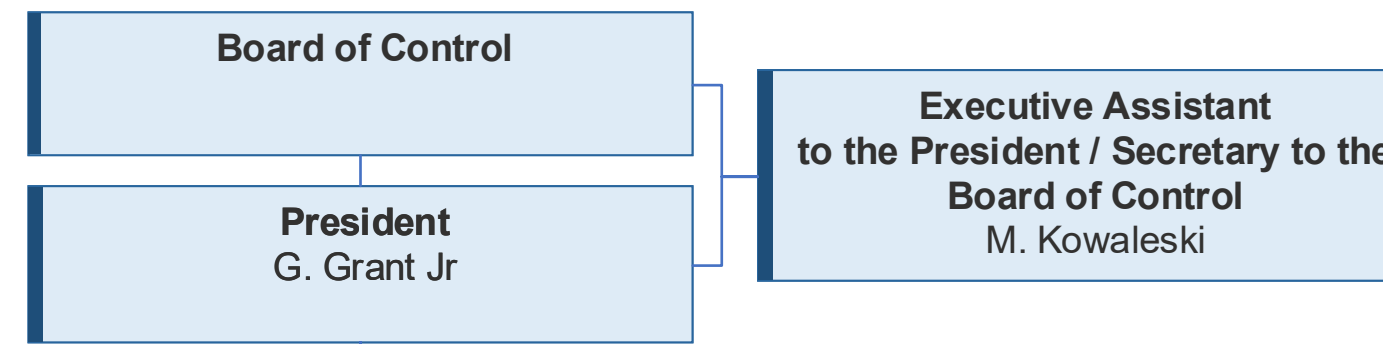 Board of Control
President
G. Grant Jr
Executive Assistant
to the President / Secretary to the
Board of Control
M. Kowaleski